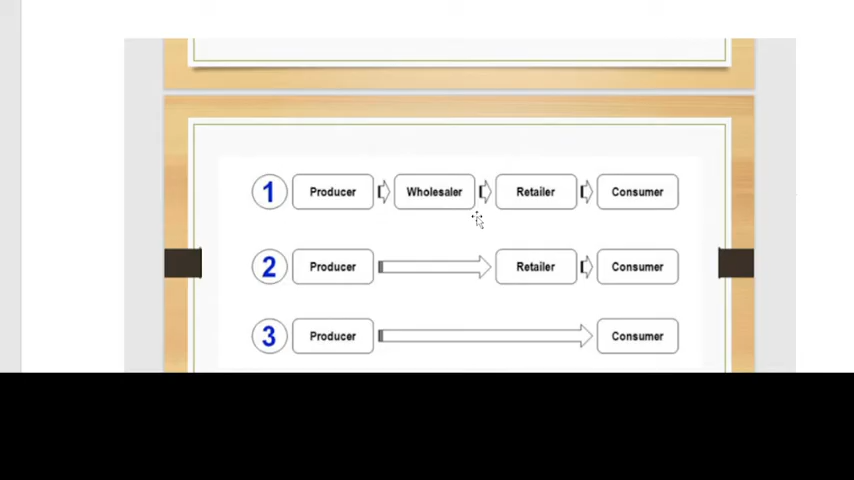 1 Producer Wholesaler Retailer Consumer
2 Producer Retailer Consumer
3 Producer Consumer